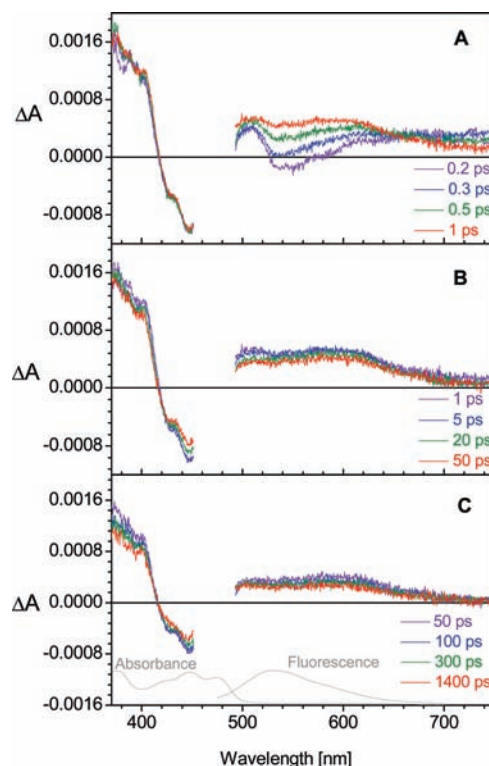 A
0.0016
0.0008
ΔA
0.0000
-0.0008
0.2 ps
0.3 ps
0.5 ps
1 ps
B
0.0016
0.0008
ΔA
0.0000
-0.0008
1 ps
5 ps
20 ps
50 ps
C
0.0016
0.0008
ΔA
0.0000
-0.0008
-0.0016
50 ps
100 ps
300 ps
1400 ps
Absorbance
Fluorescence
400 500 600 700
Wavelength [nm]